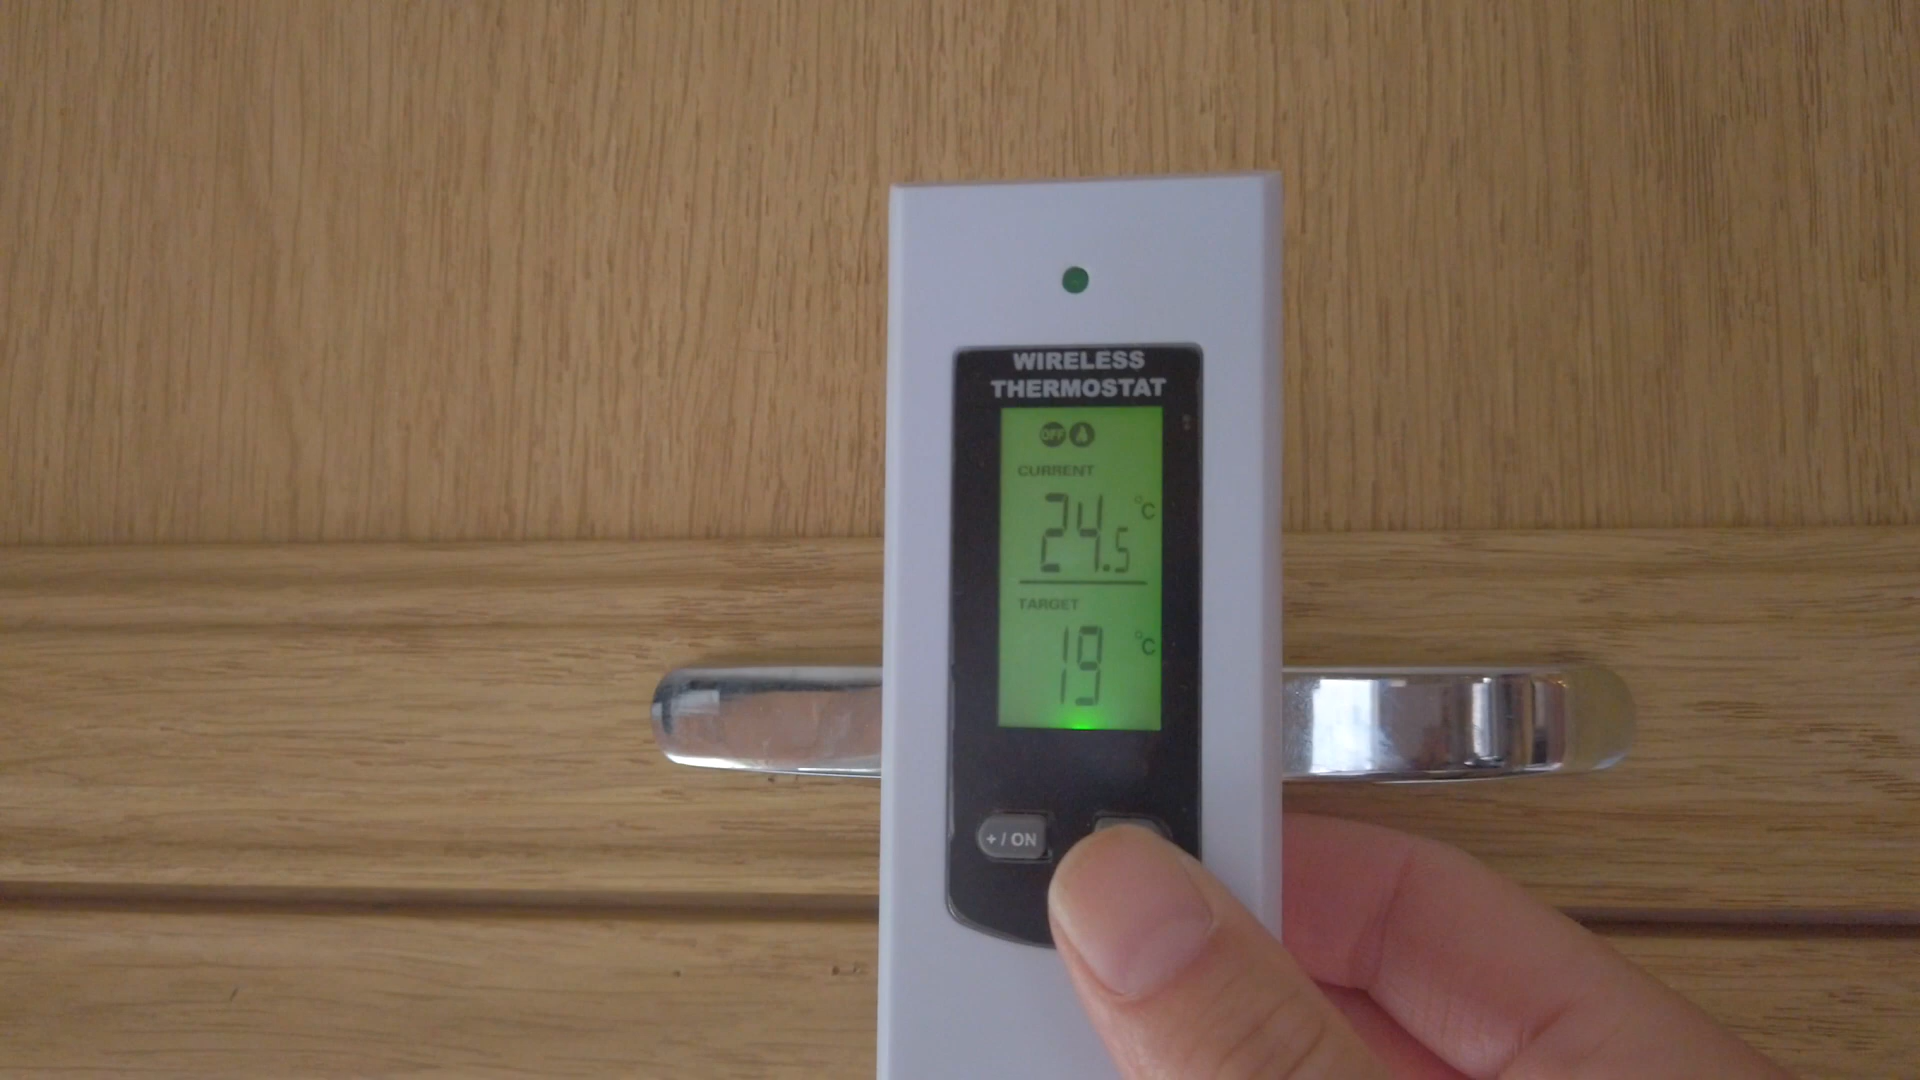 WIRELESS
THERMOSTAT
OFF
CURRENT
24.5 °C
TARGET
19 °C
+ / ON